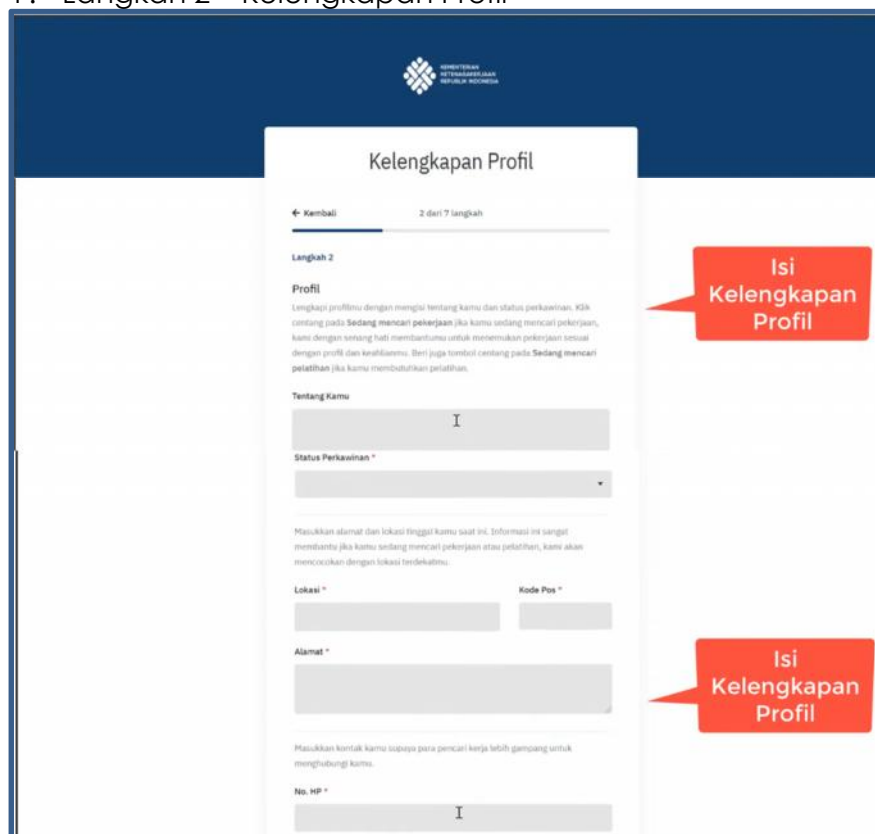 Langkah 2 – Kelengkapan Profil
KEMENTERIAN
KETENAGAKERJAAN
REPUBLIK INDONESIA
Kelengkapan Profil
← Kembali 2 dari 7 langkah
Langkah 2
Profil
Lengkapi profilmu dengan mengisi tentang kamu dan status perkawinan. Klik
centang pada Sedang mencari pekerjaan jika kamu sedang mencari pekerjaan,
kami dengan senang hati membantumu untuk menemukan pekerjaan sesuai
dengan profil dan keahlianmu. Beri juga tombol centang pada Sedang mencari
pelatihan jika kamu membutuhkan pelatihan.
Isi
Kelengkapan
Profil
Tentang Kamu
Status Perkawinan *
Masukkan alamat dan lokasi tinggal kamu saat ini. Informasi ini sangat
membantu jika kamu sedang mencari pekerjaan atau pelatihan, kami akan
mencocokan dengan lokasi terdekatmu.
Lokasi * Kode Pos *
Alamat *
Isi
Kelengkapan
Profil
Masukkan kontak kamu supaya para pencari kerja lebih gampang untuk
menghubungi kamu.
No. HP *